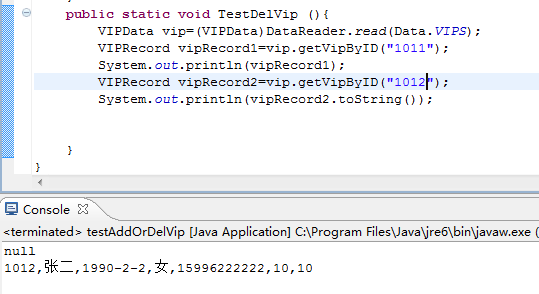 public static void TestDelVip (){
VIPData vip=(VIPData)DataReader.read(Data.VIPS);
VIPRecord vipRecord1=vip.getVipByID("1011");
System.out.println(vipRecord1);
VIPRecord vipRecord2=vip.getVipByID("1012");
System.out.println(vipRecord2.toString());
}
}
Console
<terminated> testAddOrDelVip [Java Application] C:\Program Files\Java\jre6\bin\javaw.exe (
null
1012,张二,1990-2-2,女,15996222222,10,10